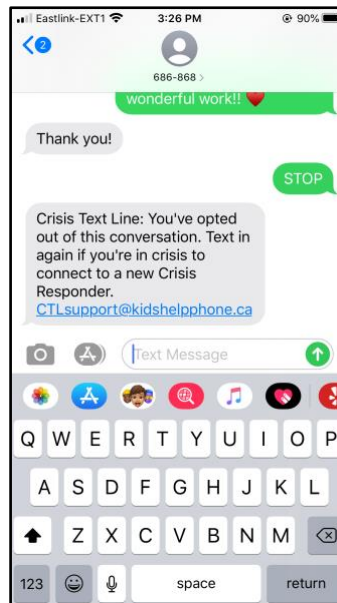 Eastlink-EXT1 3:26 PM 90%
2
686-868 >
wonderful work!! ❤️
Thank you!
STOP
Crisis Text Line: You've opted
out of this conversation. Text in
again if you're in crisis to
connect to a new Crisis
Responder.
CTLsupport@kidshelpphone.ca
Text Message
Q W E R T Y U I O P
A S D F G H J K L
Z X C V B N M
123 space return